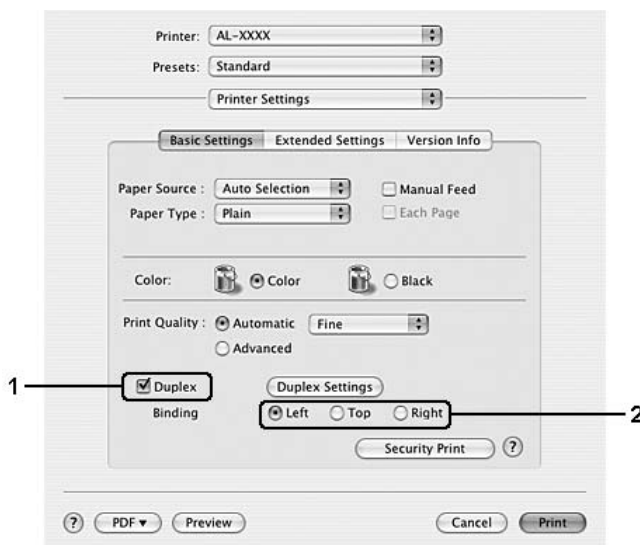 Printer: AL-XXXX
Presets: Standard
Printer Settings
Basic Settings Extended Settings Version Info
Paper Source : Auto Selection Manual Feed
Paper Type : Plain Each Page
Color: Color Black
Print Quality : Automatic Fine
Advanced
1 Duplex Duplex Settings
Binding Left Top Right 2
Security Print ?
? PDF ▾ Preview Cancel Print